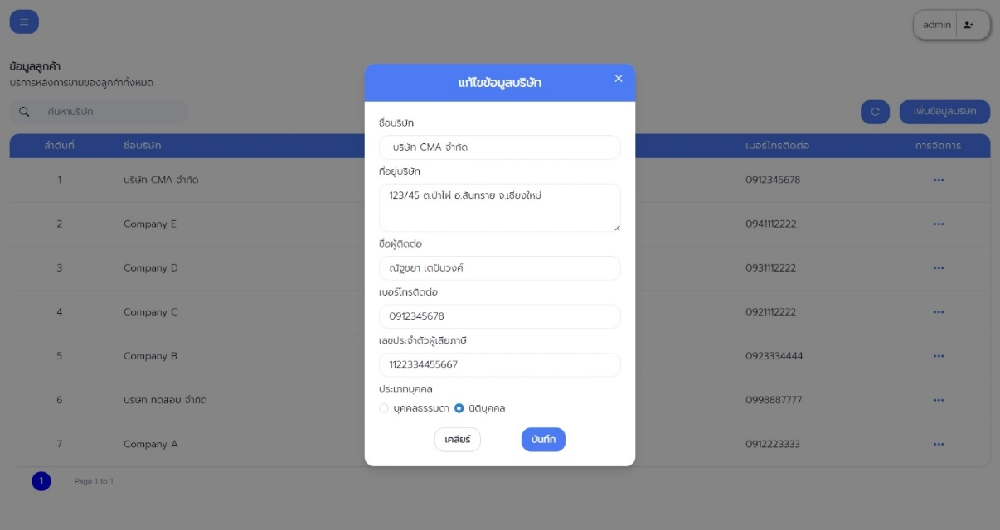 admin
ข้อมูลลูกค้า
บริการหลังการขายของลูกค้าทั้งหมด
ค้นหาบริษัท
เพิ่มข้อมูลบริษัท
ลำดับที่ ชื่อบริษัท เบอร์โทรติดต่อ การจัดการ
1 บริษัท CMA จำกัด 0912345678
2 Company E 0941112222
3 Company D 0931112222
4 Company C 0921112222
5 Company B 0923334444
6 บริษัท ทดสอบ จำกัด 0998887777
7 Company A 0912223333
1 Page 1 to 1
แก้ไขข้อมูลบริษัท
ชื่อบริษัท
บริษัท CMA จำกัด
ที่อยู่บริษัท
123/45 ต.ป่าไผ่ อ.สันทราย จ.เชียงใหม่
ชื่อผู้ติดต่อ
ณัฐชยา เตปินวงค์
เบอร์โทรติดต่อ
0912345678
เลขประจำตัวผู้เสียภาษี
1122334455667
ประเภทบุคคล
บุคคลธรรมดา นิติบุคคล
เคลียร์ บันทึก